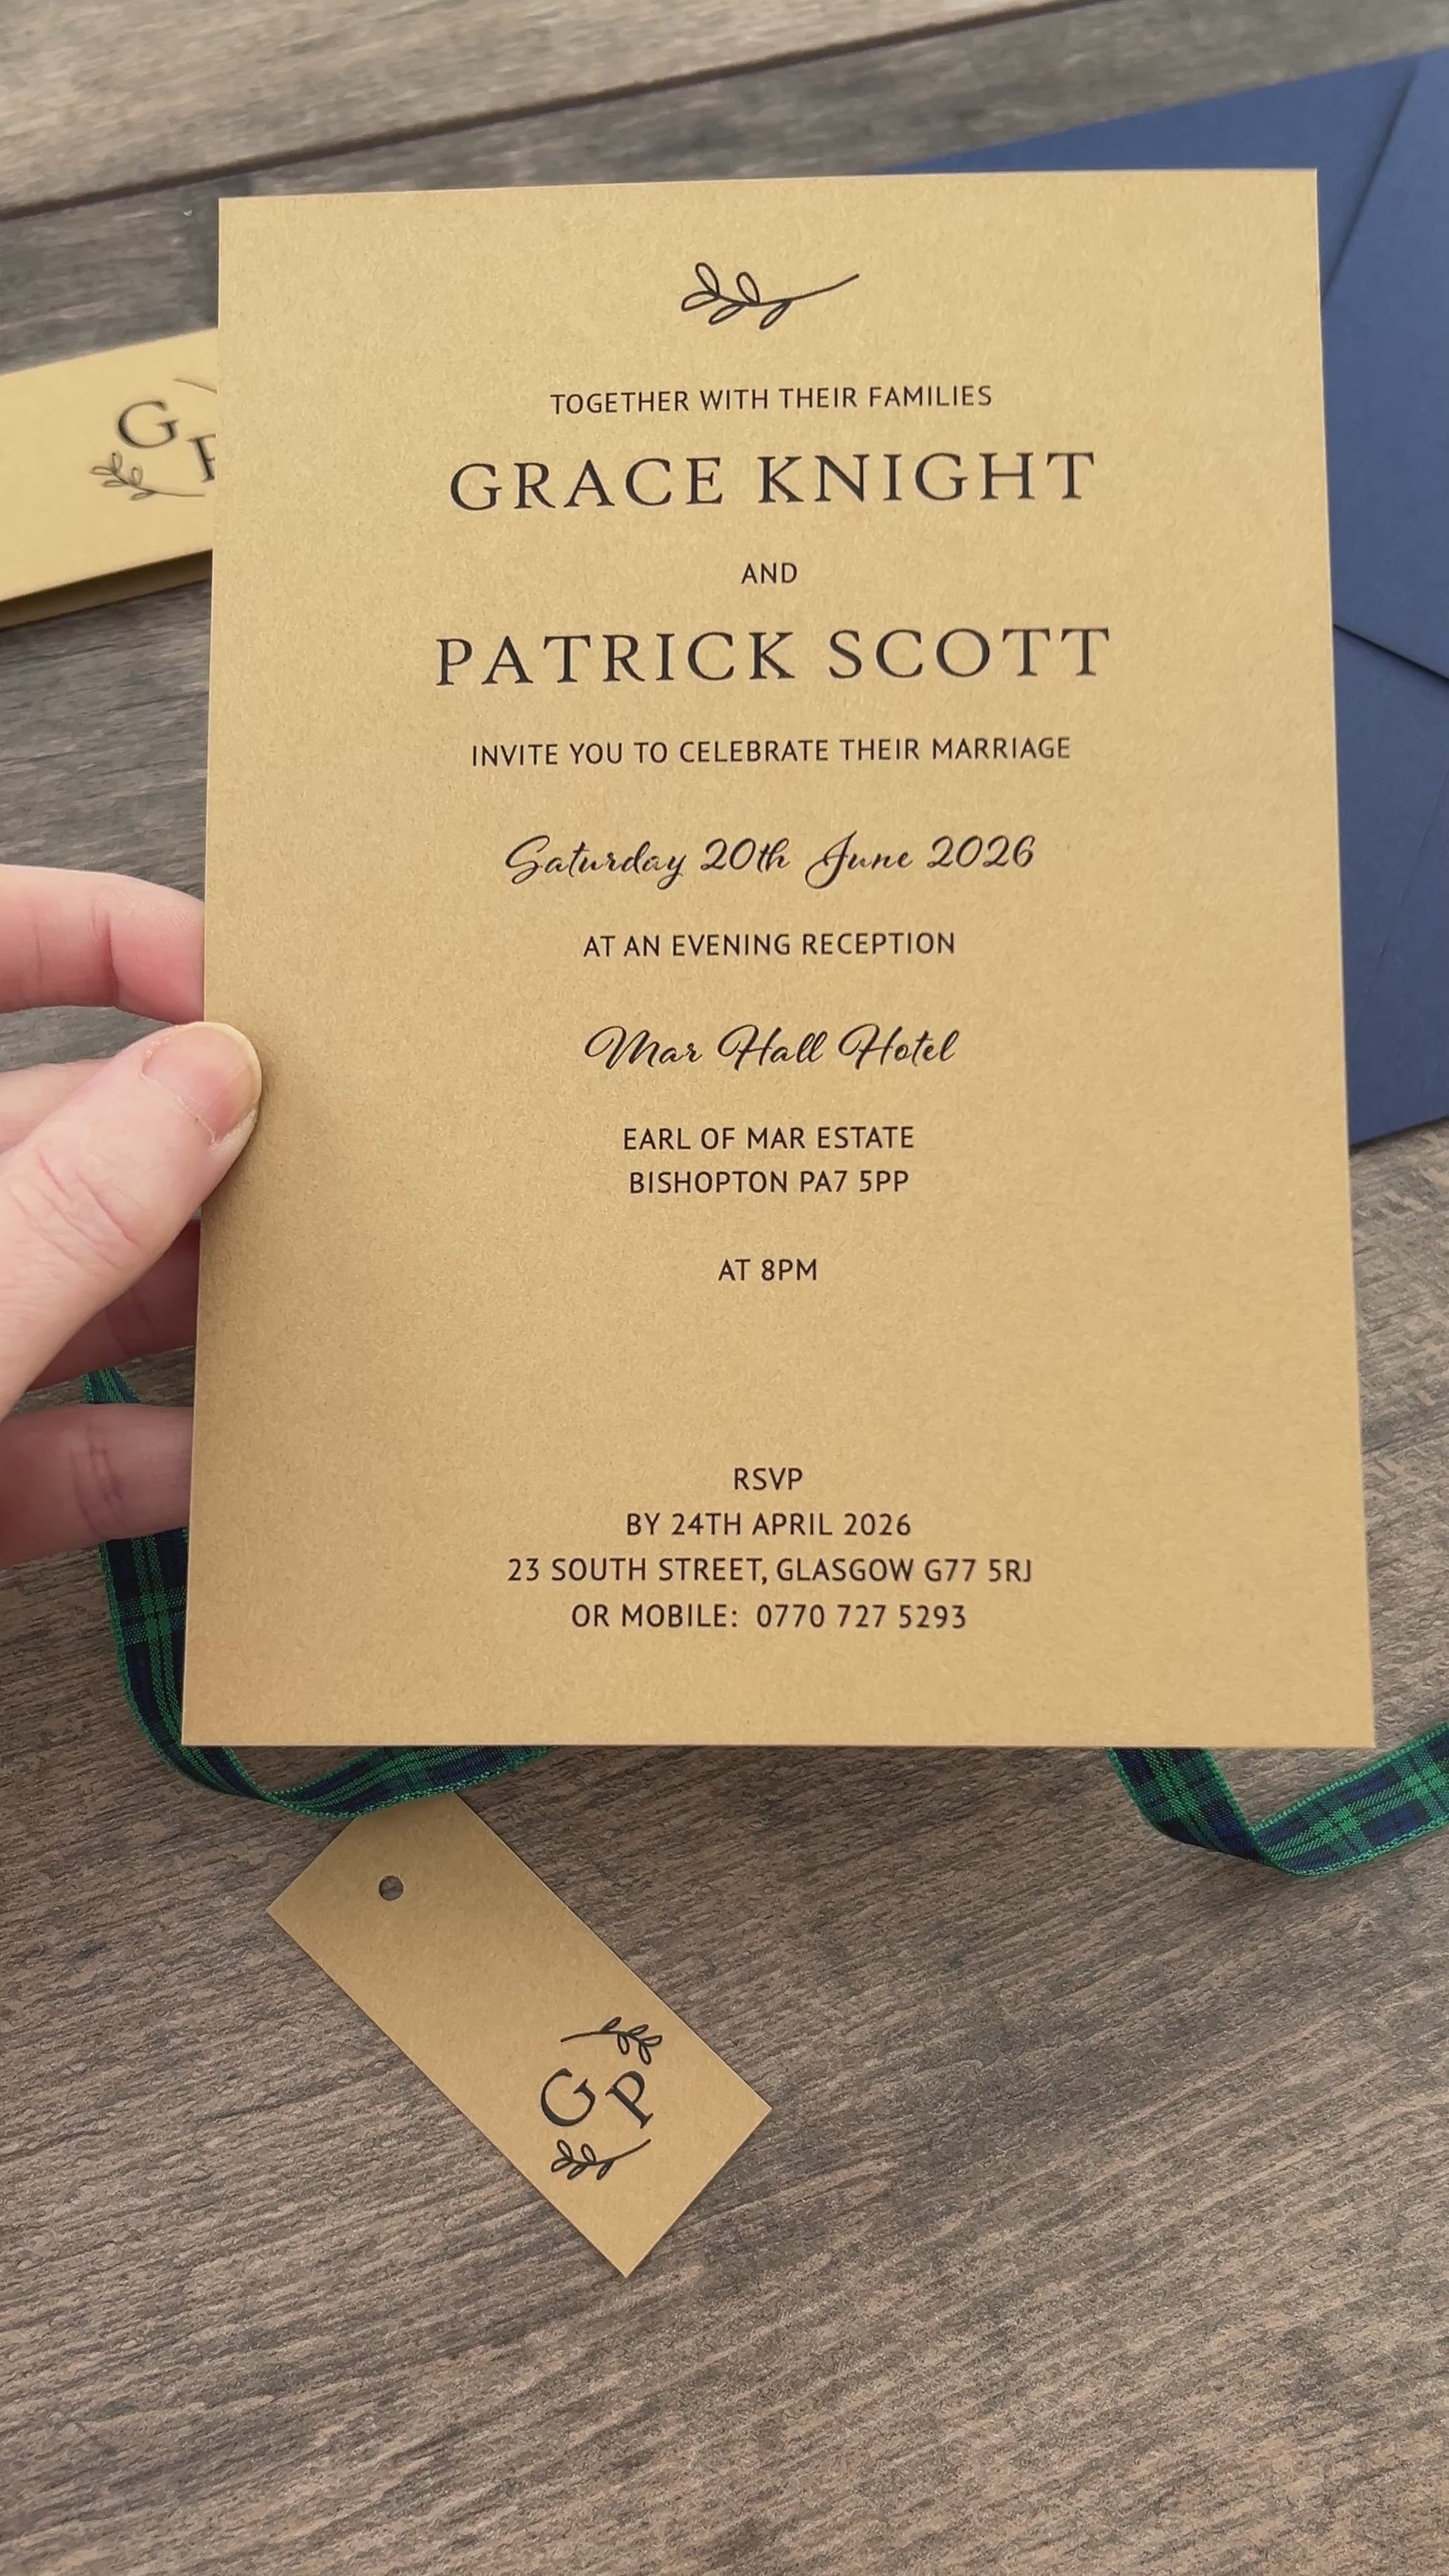 TOGETHER WITH THEIR FAMILIES
GRACE KNIGHT
AND
PATRICK SCOTT
INVITE YOU TO CELEBRATE THEIR MARRIAGE
Saturday 20th June 2026
AT AN EVENING RECEPTION
Mar Hall Hotel
EARL OF MAR ESTATE
BISHOPTON PA7 5PP
AT 8PM
RSVP
BY 24TH APRIL 2026
23 SOUTH STREET, GLASGOW G77 5RJ
OR MOBILE: 0770 727 5293
G
G
P